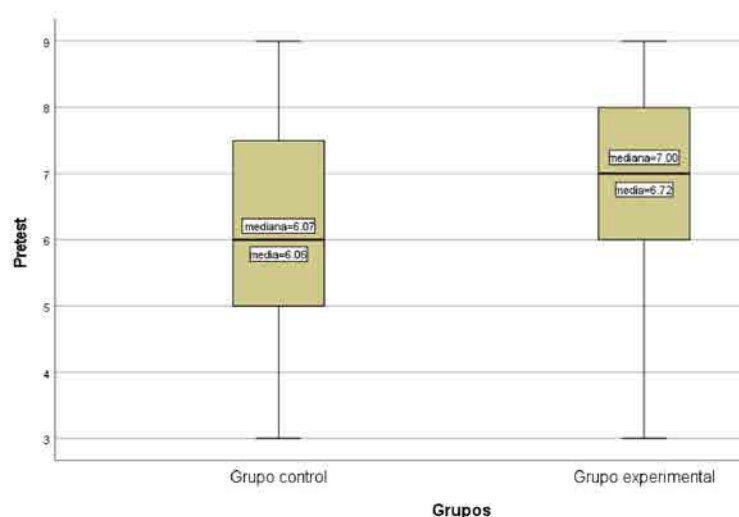 9
8
7
6
5
4
3
Pretest
mediana=6.07
media=6.06
mediana=7.00
media=6.72
Grupo control
Grupo experimental
Grupos